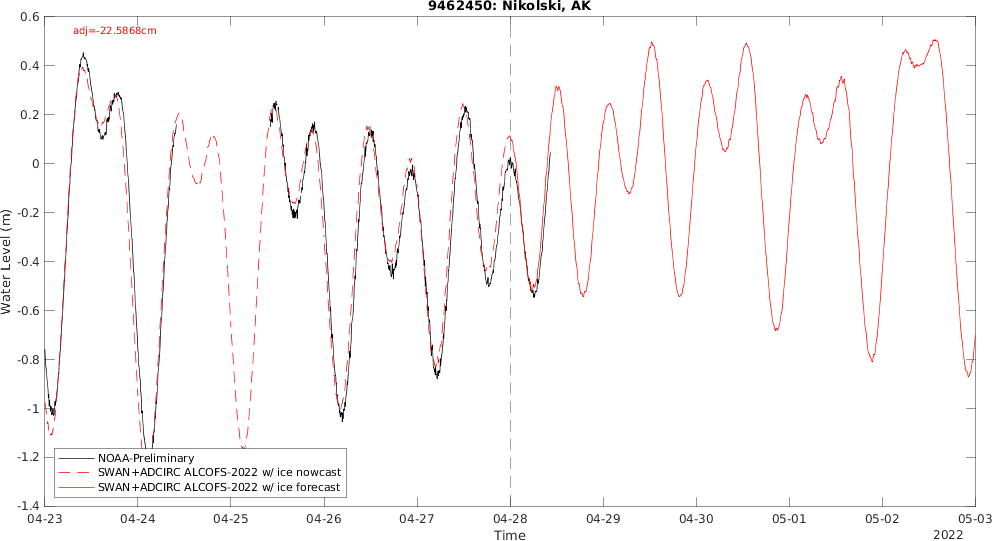 9462450: Nikolski, AK
adj=-22.5868cm
0.6
0.4
0.2
0
-0.2
-0.4
-0.6
-0.8
-1
-1.2
-1.4
Water Level (m)
NOAA-Preliminary
SWAN+ADCIRC ALCOFS-2022 w/ ice nowcast
SWAN+ADCIRC ALCOFS-2022 w/ ice forecast
04-23 04-24 04-25 04-26 04-27 04-28 04-29 04-30 05-01 05-02 05-03
Time
2022